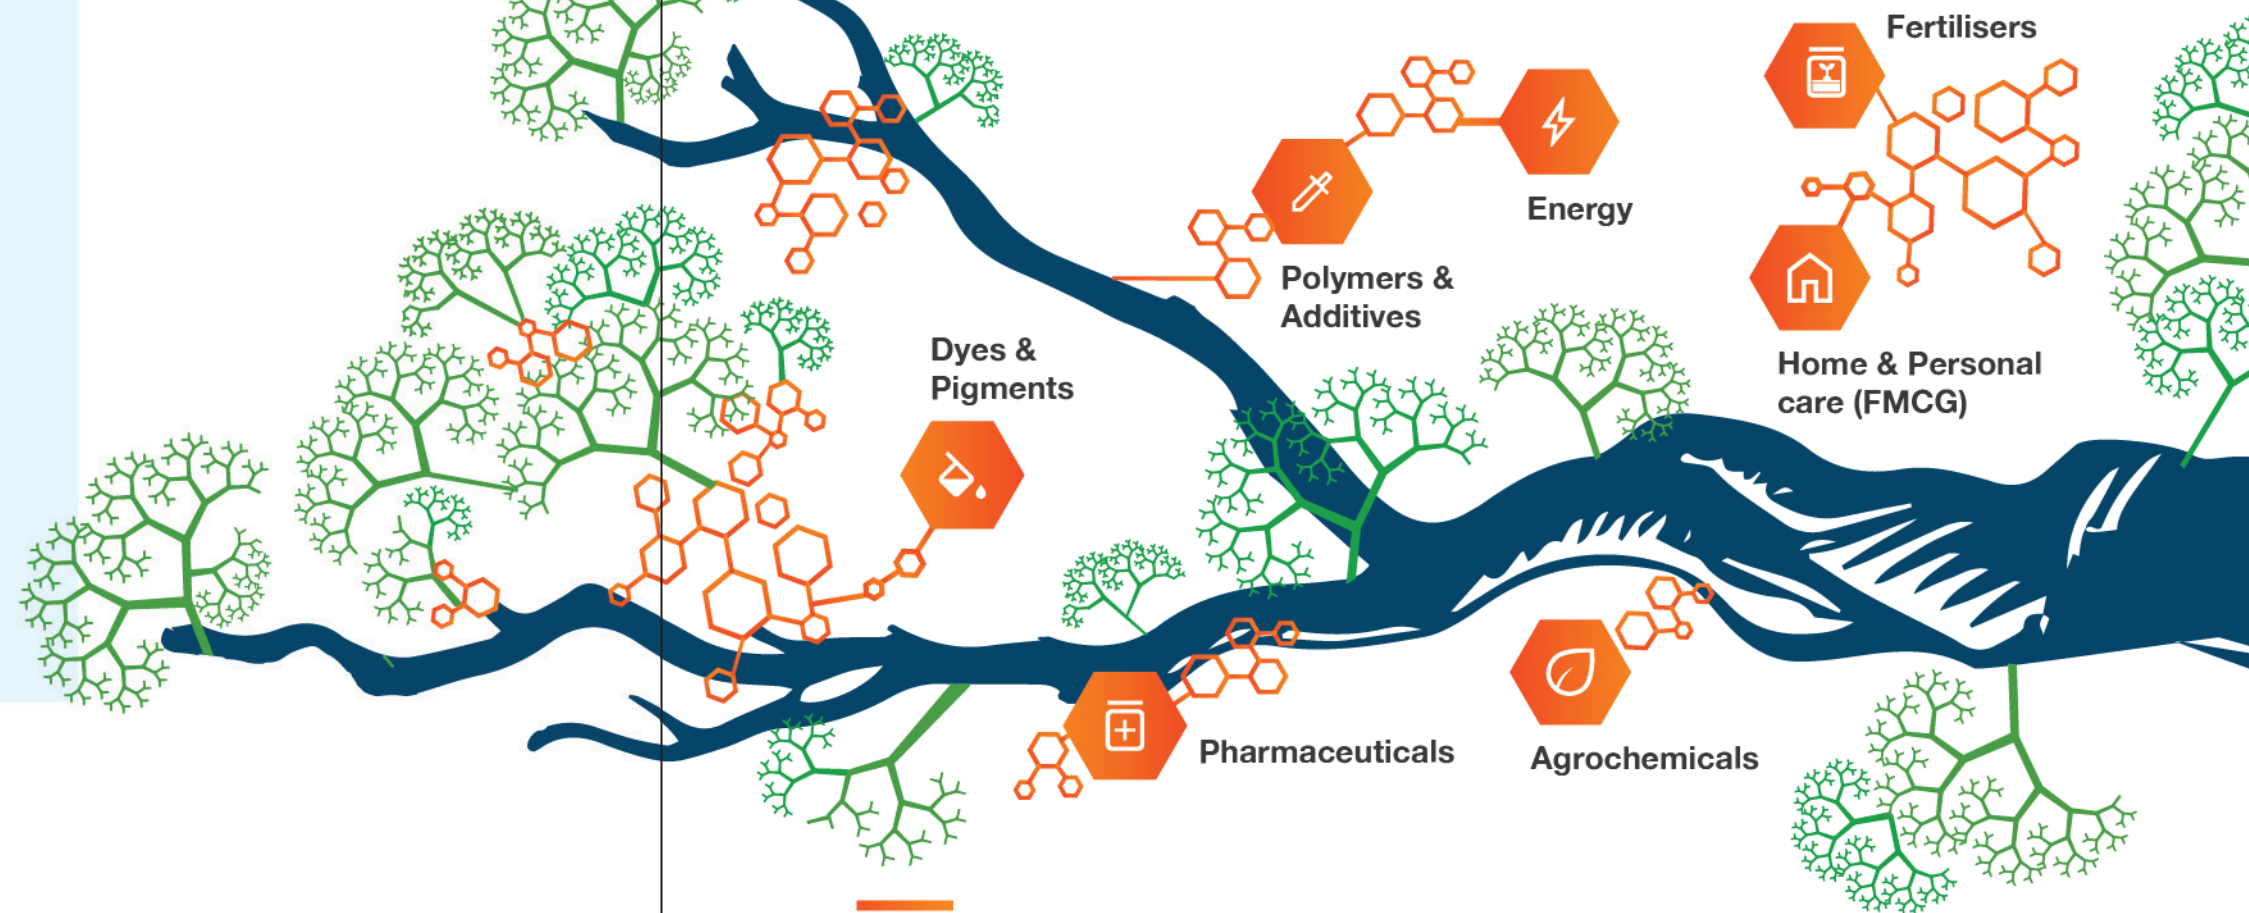 Fertilisers
Energy
Polymers &
Additives
Dyes &
Pigments
Home & Personal
care (FMCG)
Pharmaceuticals
Agrochemicals